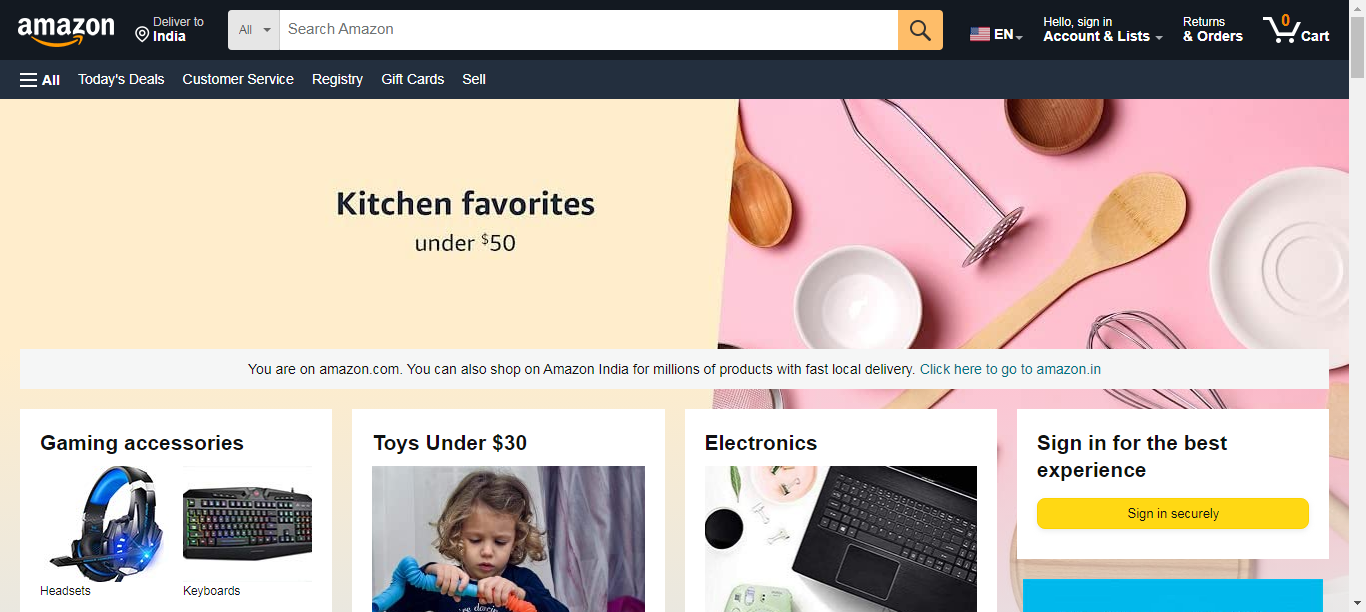 amazon
Deliver to
India
All
Search Amazon
EN
Hello, sign in
Account & Lists
Returns
& Orders
0
Cart
All
Today's Deals
Customer Service
Registry
Gift Cards
Sell
Kitchen favorites
under $50
You are on amazon.com. You can also shop on Amazon India for millions of products with fast local delivery. Click here to go to amazon.in
Gaming accessories
Headsets
Keyboards
Toys Under $30
Electronics
Sign in for the best
experience
Sign in securely